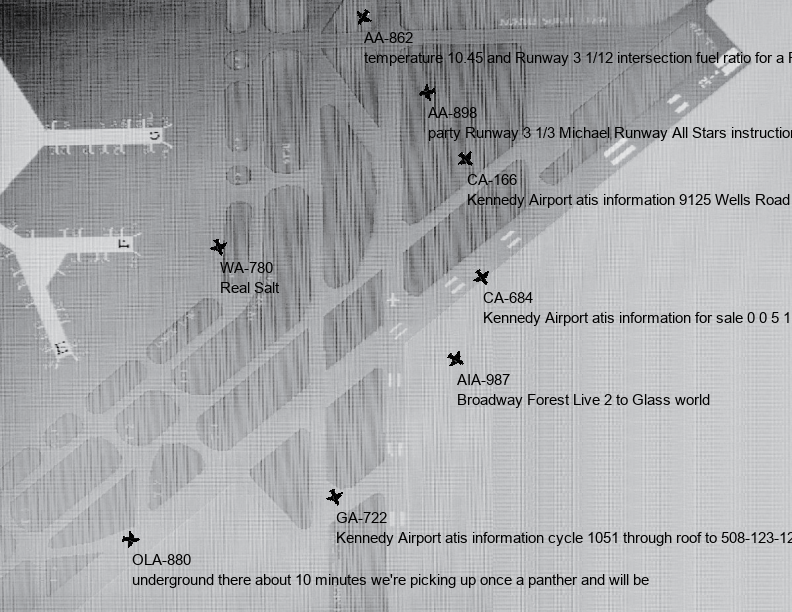 AA-862
temperature 10.45 and Runway 3 1/12 intersection fuel ratio for a
AA-898
party Runway 3 1/3 Michael Runway All Stars instruction
CA-166
Kennedy Airport atis information 9125 Wells Road
WA-780
Real Salt
CA-684
Kennedy Airport atis information for sale 0 0 5 1
AIA-987
Broadway Forest Live 2 to Glass world
GA-722
Kennedy Airport atis information cycle 1051 through roof to 508-123-12
OLA-880
underground there about 10 minutes we're picking up once a panther and will be